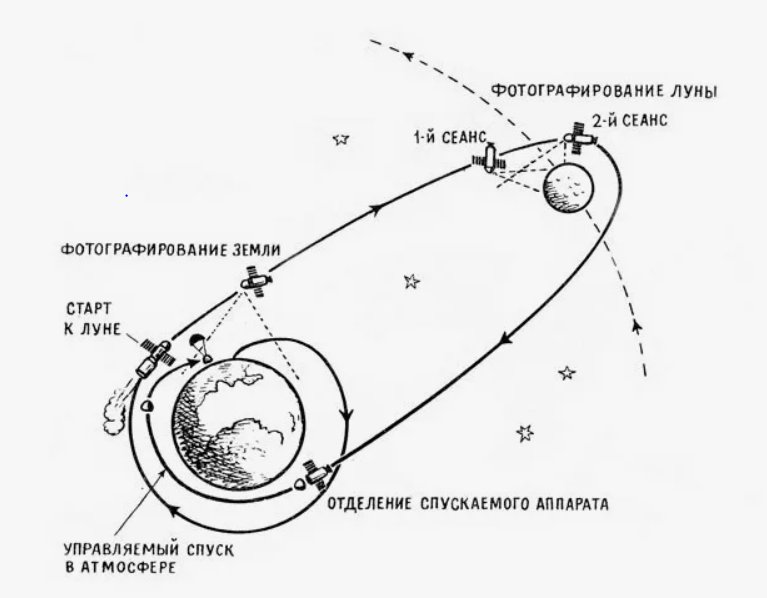 ФОТОГРАФИРОВАНИЕ ЛУНЫ
1-Й СЕАНС
2-Й СЕАНС
ФОТОГРАФИРОВАНИЕ ЗЕМЛИ
СТАРТ
К ЛУНЕ
ОТДЕЛЕНИЕ СПУСКАЕМОГО АППАРАТА
УПРАВЛЯЕМЫЙ СПУСК
В АТМОСФЕРЕ